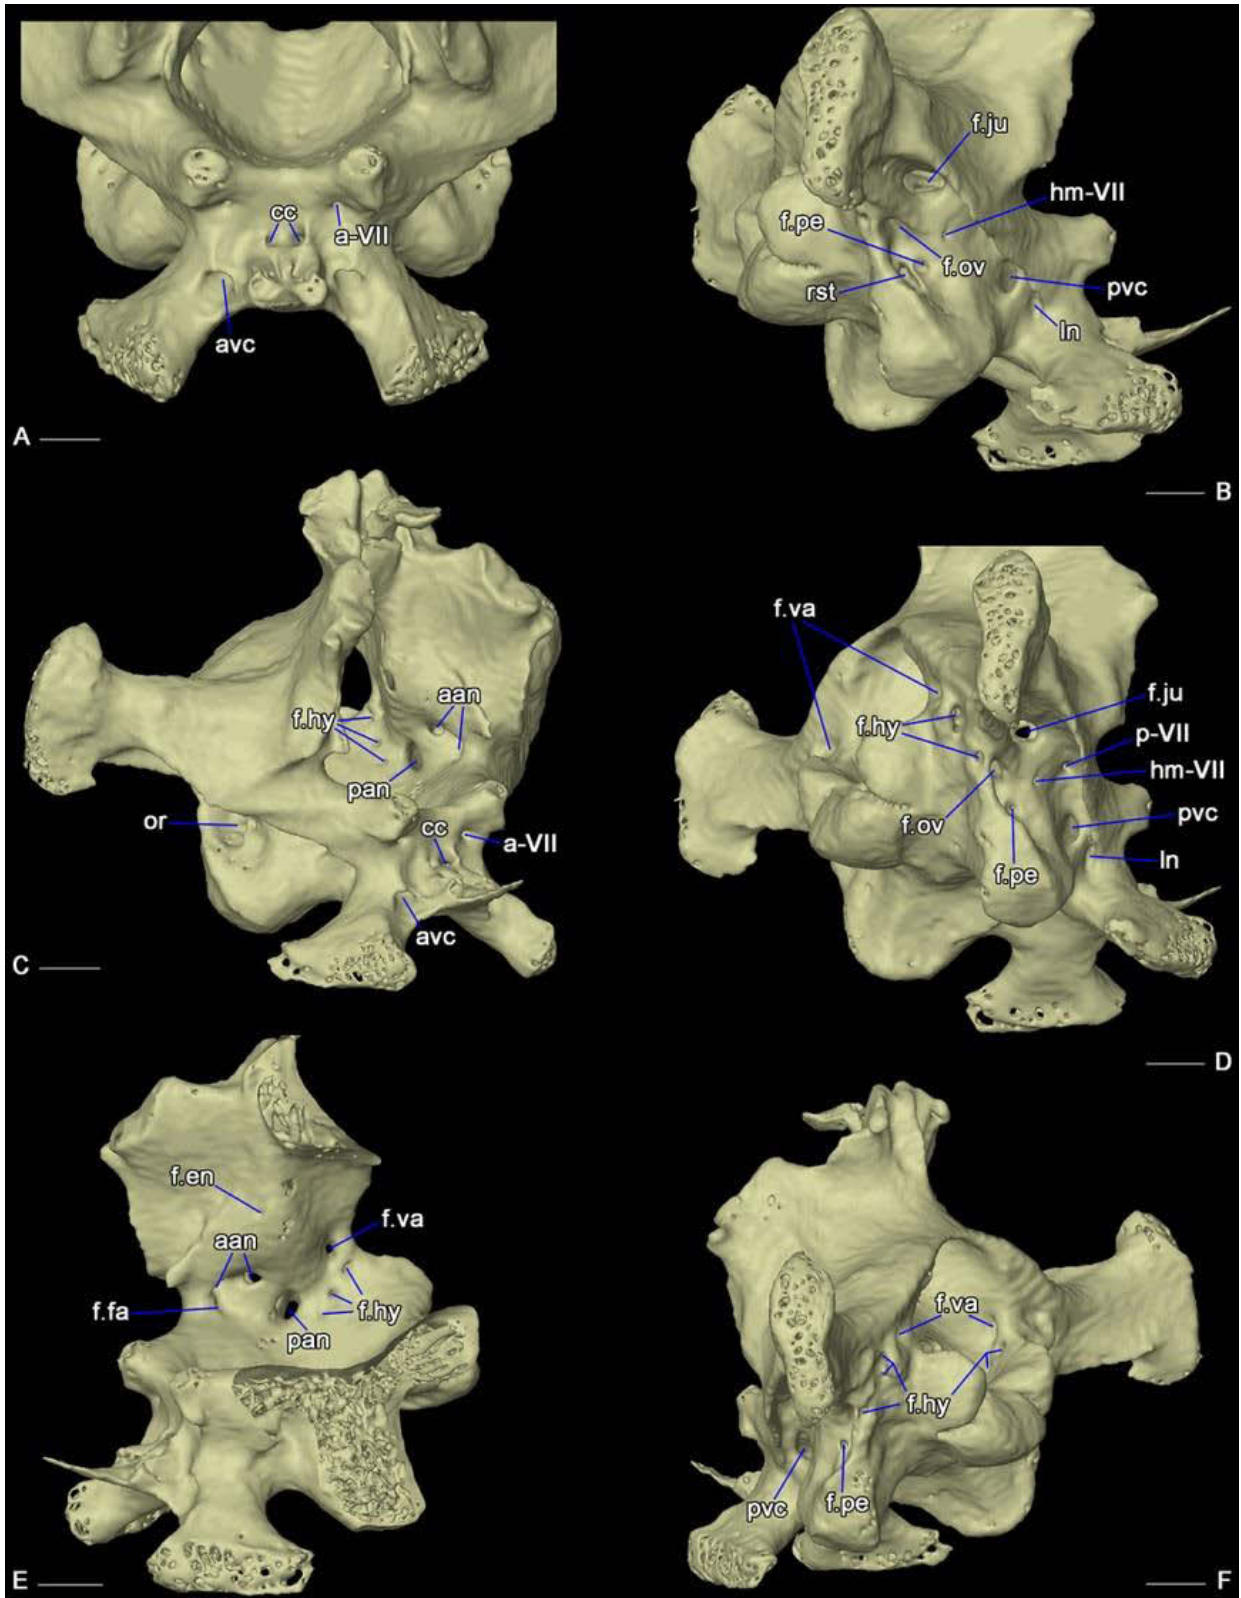 cc
a-VII
avc
A
f.ju
hm-VII
f.pe
f.ov
rst
pvc
ln
B
f.hy
aan
pan
or
cc
a-VII
avc
C
f.va
f.ju
f.hy
p-VII
hm-VII
f.ov
pvc
ln
f.pe
D
f.en
f.va
aan
f.fa
f.hy
pan
E
f.va
f.hy
pvc
f.pe
F